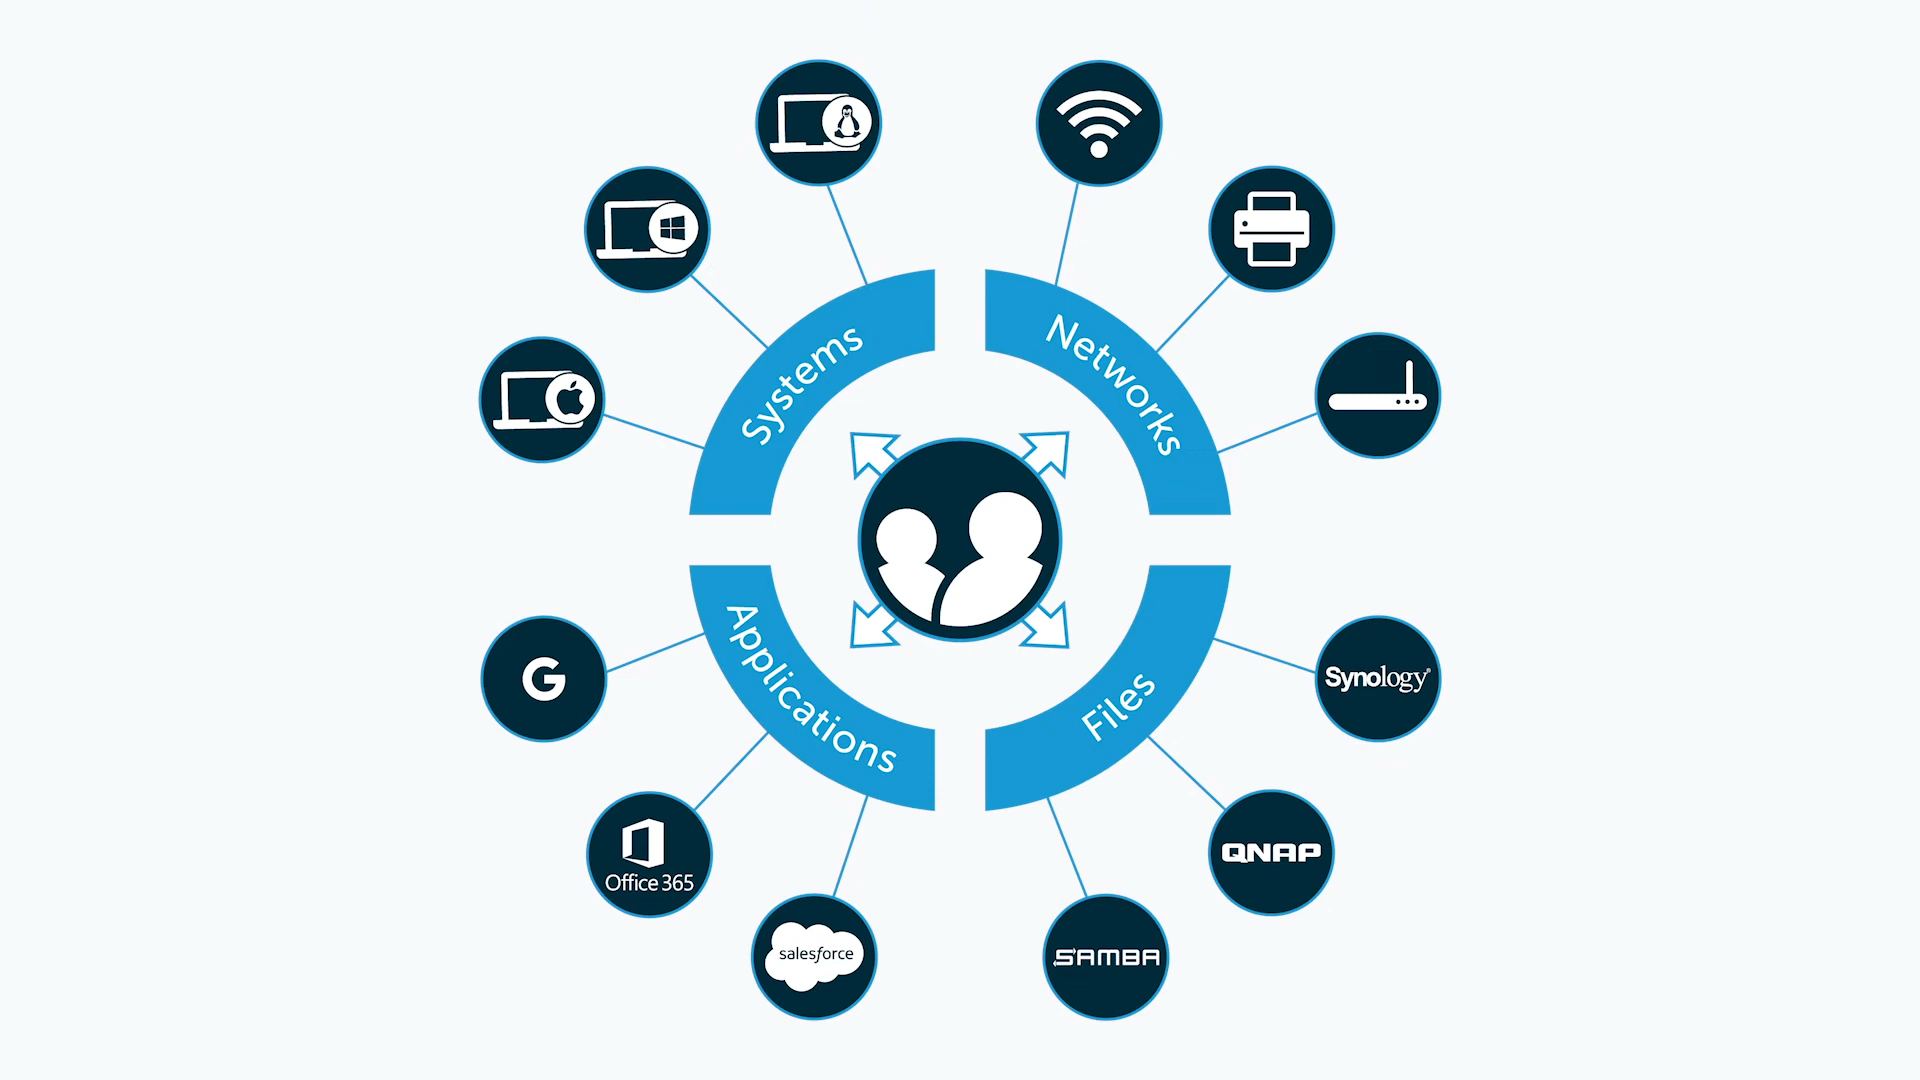 Systems
Networks
Applications
Files
G
Office 365
salesforce
Synology®
QNAP
SAMBA